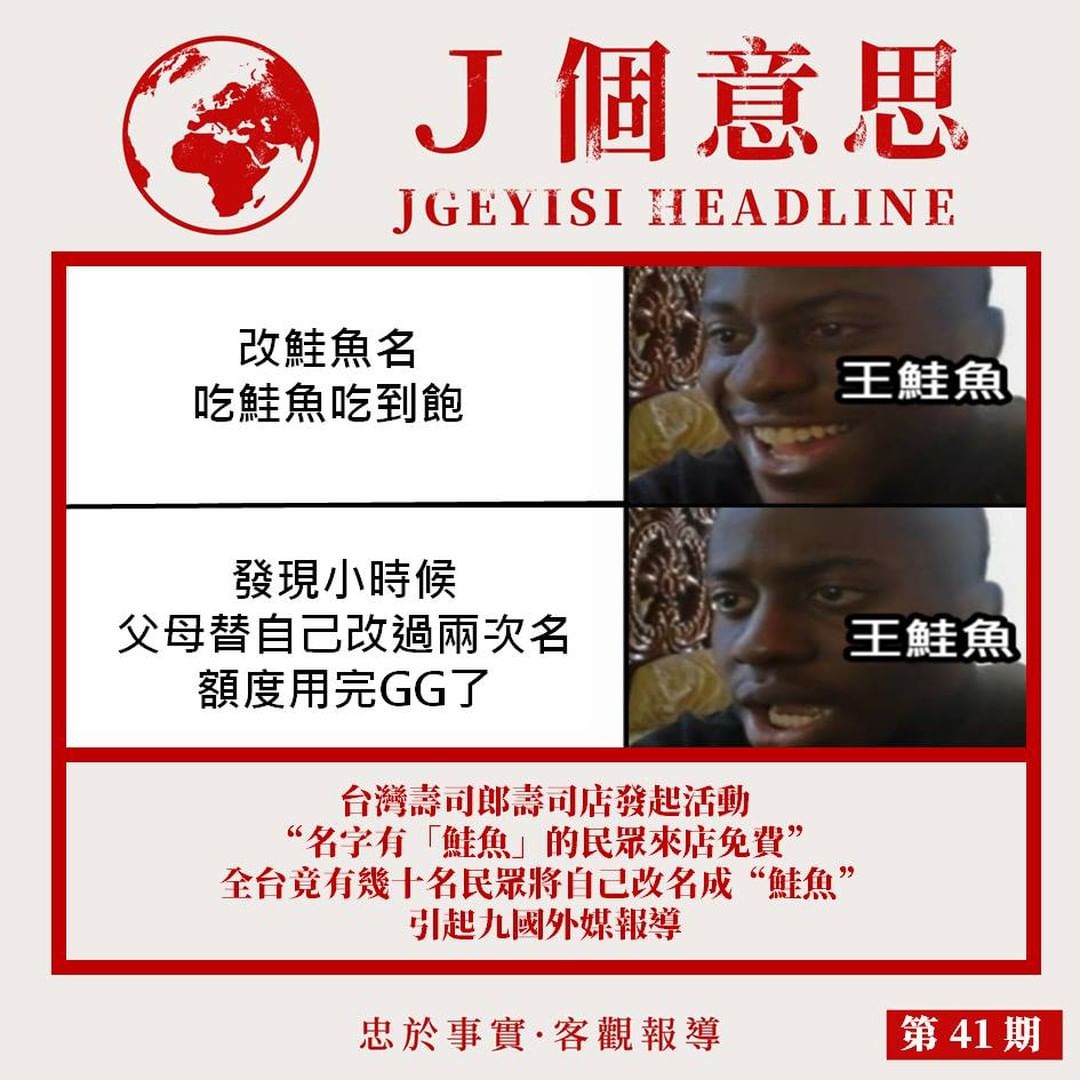 J 個意思
JGEYISI HEADLINE
改鮭魚名
吃鮭魚吃到飽
王鮭魚
發現小時候
父母替自己改過兩次名
額度用完GG了
王鮭魚
台灣壽司郎壽司店發起活動
“名字有「鮭魚」的民眾來店免費”
全台竟有幾十名民眾將自己改名成“鮭魚”
引起九國外媒報導
忠於事實·客觀報導
第 41 期